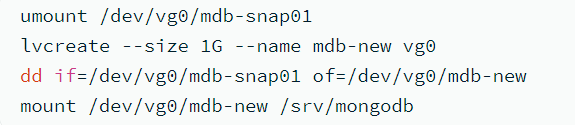 umount /dev/vg0/mdb-snap01
lvcreate --size 1G --name mdb-new vg0
dd if=/dev/vg0/mdb-snap01 of=/dev/vg0/mdb-new
mount /dev/vg0/mdb-new /srv/mongodb